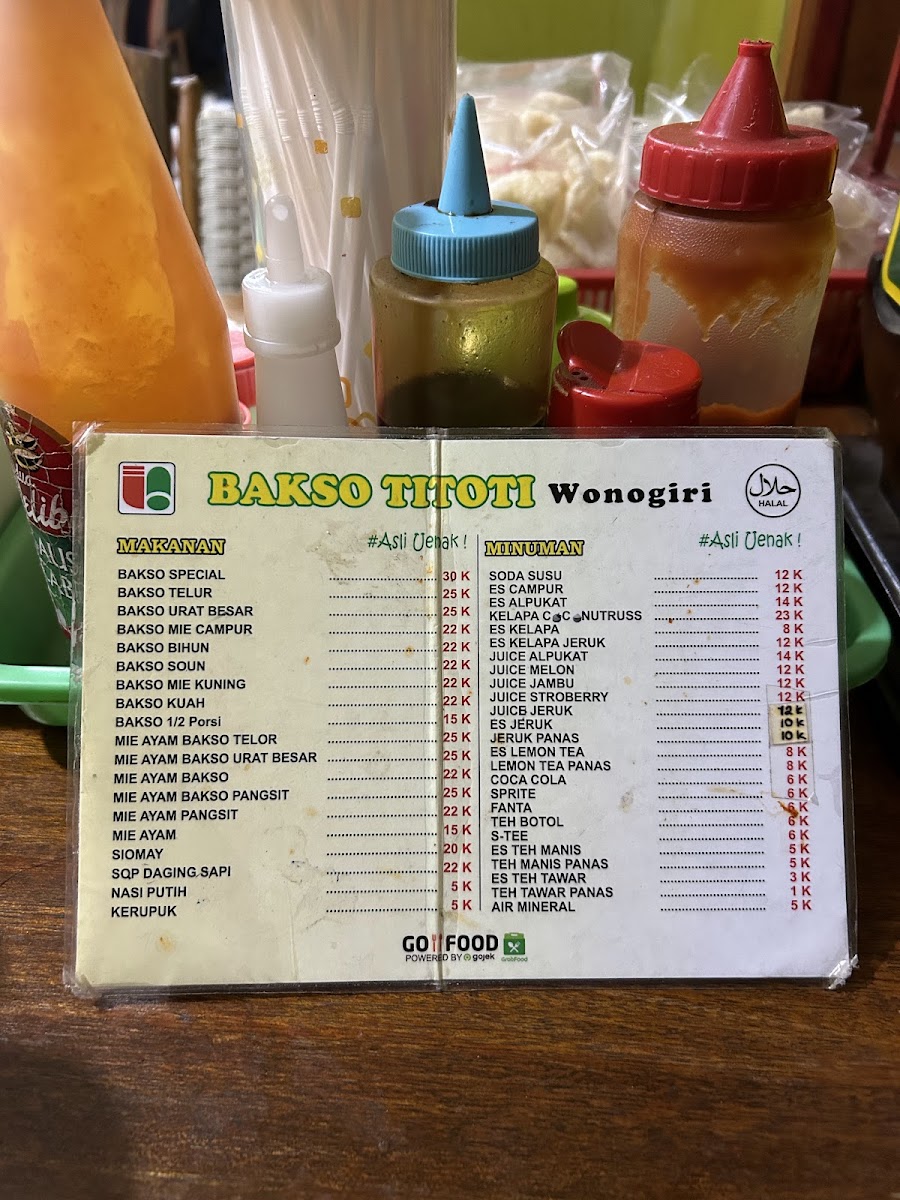 BAKSO TITOTI Wonogiri
حلال
HALAL
MAKANAN #Asli Uenak !
BAKSO SPECIAL 30 K
BAKSO TELUR 25 K
BAKSO URAT BESAR 25 K
BAKSO MIE CAMPUR 22 K
BAKSO BIHUN 22 K
BAKSO SOUN 22 K
BAKSO MIE KUNING 22 K
BAKSO KUAH 22 K
BAKSO 1/2 Porsi 15 K
MIE AYAM BAKSO TELOR 25 K
MIE AYAM BAKSO URAT BESAR 25 K
MIE AYAM BAKSO 22 K
MIE AYAM BAKSO PANGSIT 25 K
MIE AYAM PANGSIT 22 K
MIE AYAM 15 K
SIOMAY 20 K
SOP DAGING SAPI 22 K
NASI PUTIH 5 K
KERUPUK 5 K
MINUMAN #Asli Uenak !
SODA SUSU 12 K
ES CAMPUR 12 K
ES ALPUKAT 14 K
KELAPA COCONUTRUSS 23 K
ES KELAPA 8 K
ES KELAPA JERUK 12 K
JUICE ALPUKAT 14 K
JUICE MELON 12 K
JUICE JAMBU 12 K
JUICE STROBERRY 12 K
JUICE JERUK 12 k
ES JERUK 10 k
JERUK PANAS 10 k
ES LEMON TEA 8 K
LEMON TEA PANAS 8 K
COCA COLA 6 K
SPRITE 6 K
FANTA 6 K
TEH BOTOL 6 K
S-TEE 6 K
ES TEH MANIS 5 K
TEH MANIS PANAS 5 K
ES TEH TAWAR 3 K
TEH TAWAR PANAS 1 K
AIR MINERAL 5 K
GO FOOD
POWERED BY gojek
GrabFood